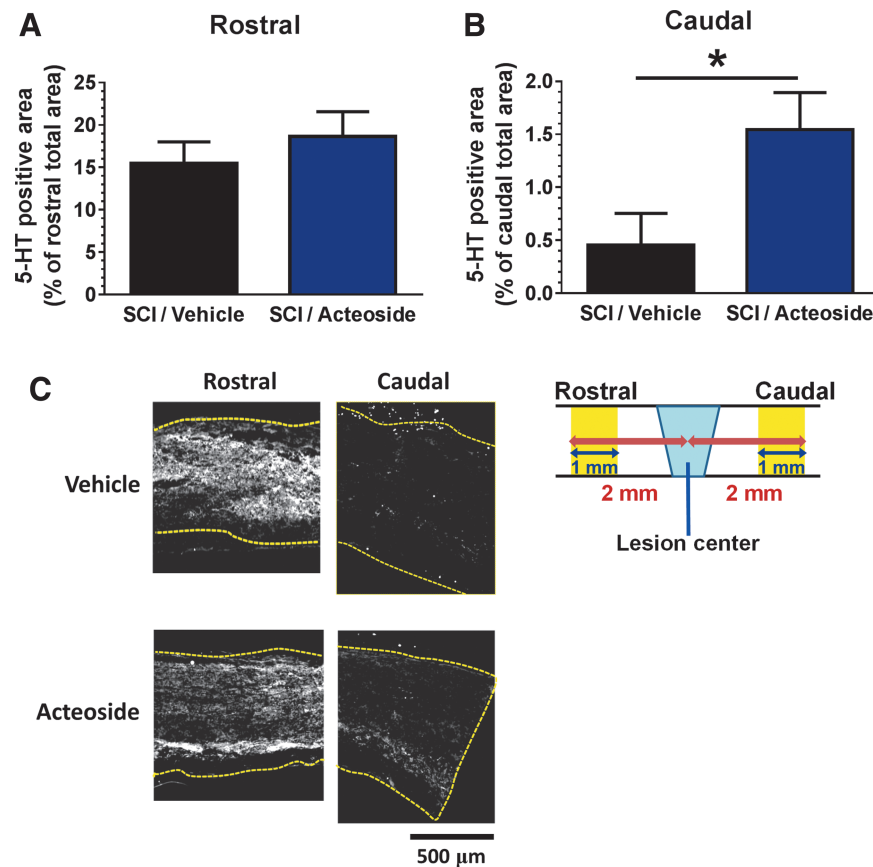 A
Rostral
5-HT positive area
(% of rostral total area)
25
20
15
10
5
0
SCI / Vehicle
SCI / Acteoside
B
Caudal
*
5-HT positive area
(% of caudal total area)
2.0
1.5
1.0
0.5
0.0
SCI / Vehicle
SCI / Acteoside
C
Rostral
Caudal
Vehicle
Acteoside
500 μm
Rostral
Caudal
1 mm
1 mm
2 mm
2 mm
Lesion center